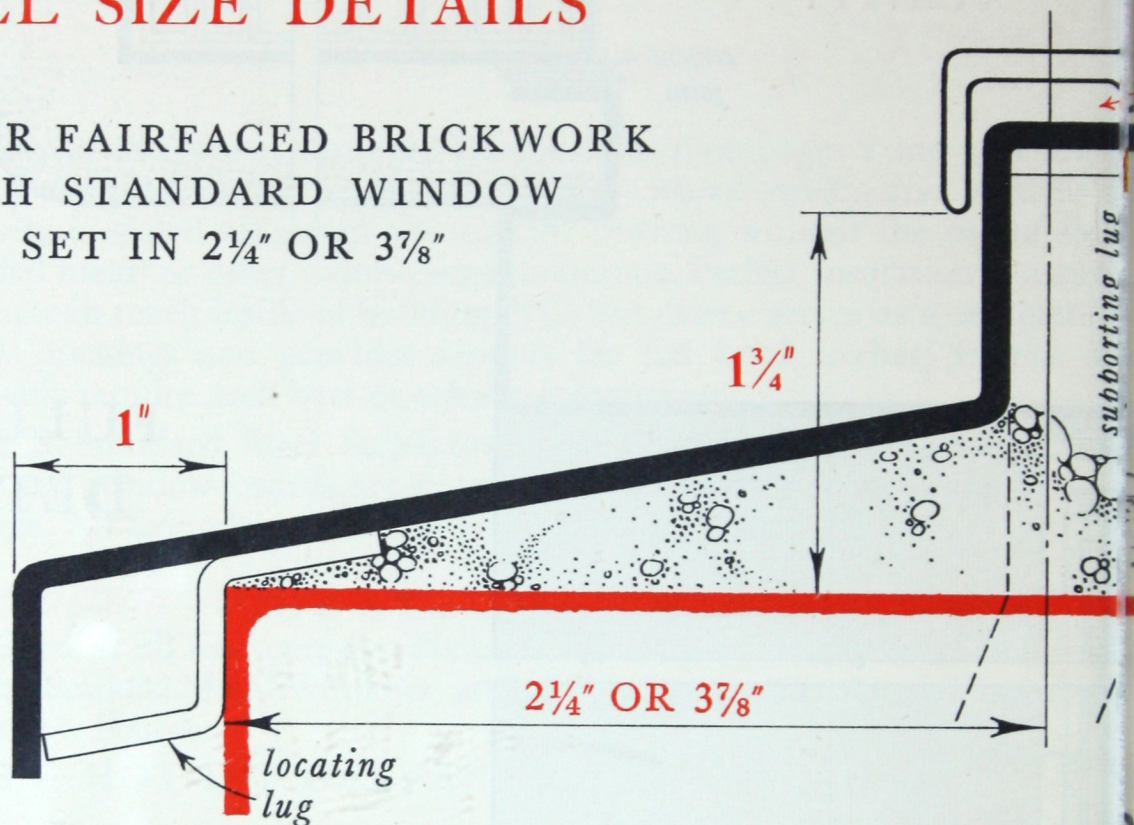 LL SIZE DETAILS
R FAIRFACED BRICKWORK
H STANDARD WINDOW
SET IN 2¼" OR 3⅞"
1¾"
1"
supporting lug
2¼" OR 3⅞"
locating
lug